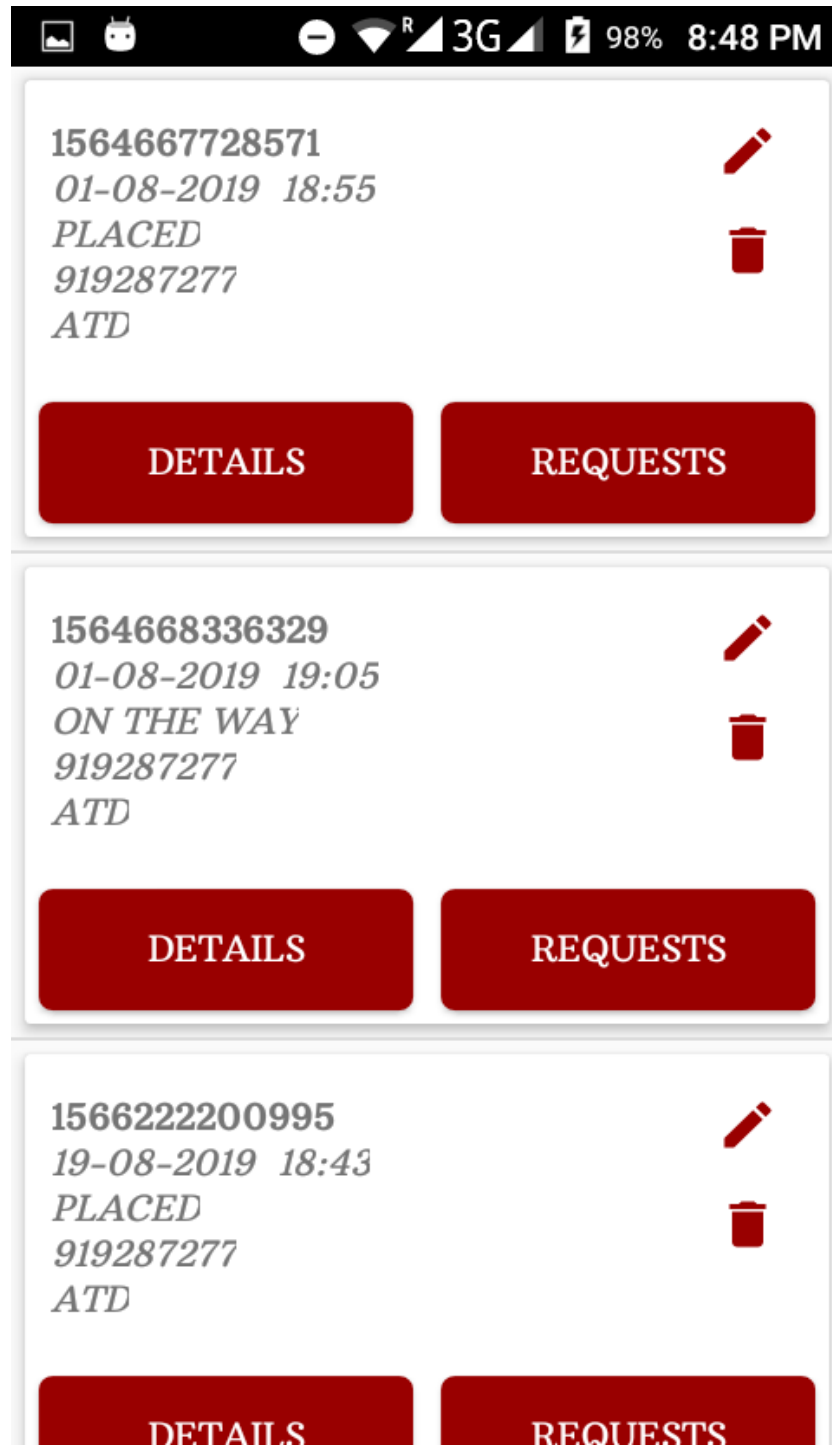 R 3G 98% 8:48 PM
1564667728571
01-08-2019 18:55
PLACED
919287277
ATD
DETAILS REQUESTS
1564668336329
01-08-2019 19:05
ON THE WAY
919287277
ATD
DETAILS REQUESTS
1566222200995
19-08-2019 18:43
PLACED
919287277
ATD
DETAILS REQUESTS